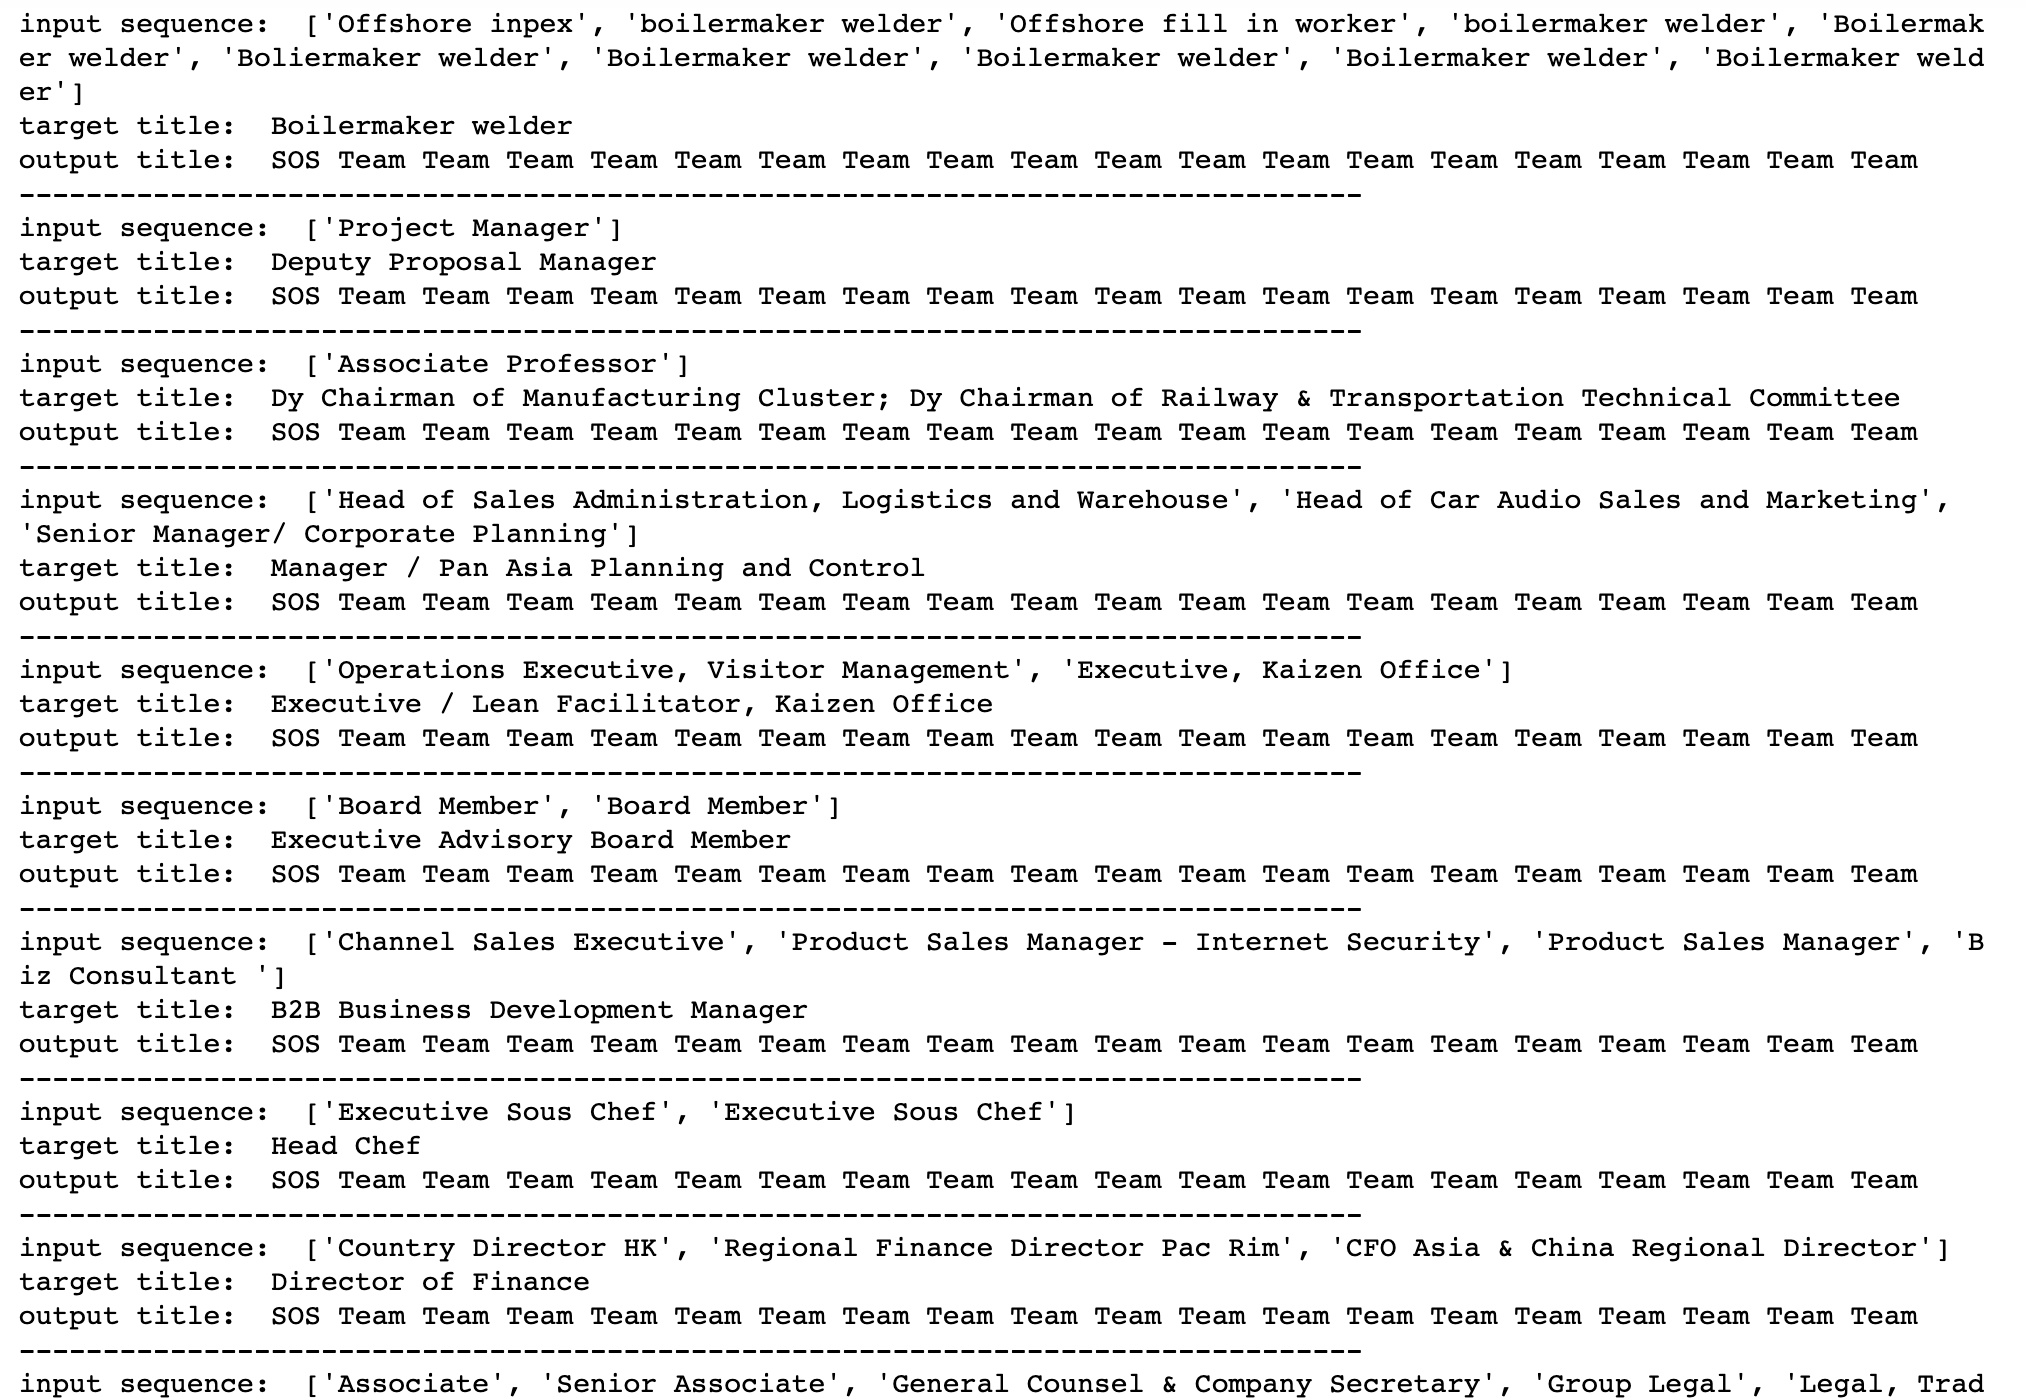 input sequence:  ['Offshore inpex', 'boilermaker welder', 'Offshore fill in worker', 'boilermaker welder', 'Boilermak
er welder', 'Boliermaker welder', 'Boilermaker welder', 'Boilermaker welder', 'Boilermaker welder', 'Boilermaker weld
er']
target title:  Boilermaker welder
output title:  SOS Team Team Team Team Team Team Team Team Team Team Team Team Team Team Team Team Team Team Team
--------------------------------------------------------------------------------
input sequence:  ['Project Manager']
target title:  Deputy Proposal Manager
output title:  SOS Team Team Team Team Team Team Team Team Team Team Team Team Team Team Team Team Team Team Team
--------------------------------------------------------------------------------
input sequence:  ['Associate Professor']
target title:  Dy Chairman of Manufacturing Cluster; Dy Chairman of Railway & Transportation Technical Committee
output title:  SOS Team Team Team Team Team Team Team Team Team Team Team Team Team Team Team Team Team Team Team
--------------------------------------------------------------------------------
input sequence:  ['Head of Sales Administration, Logistics and Warehouse', 'Head of Car Audio Sales and Marketing',
'Senior Manager/ Corporate Planning']
target title:  Manager / Pan Asia Planning and Control
output title:  SOS Team Team Team Team Team Team Team Team Team Team Team Team Team Team Team Team Team Team Team
--------------------------------------------------------------------------------
input sequence:  ['Operations Executive, Visitor Management', 'Executive, Kaizen Office']
target title:  Executive / Lean Facilitator, Kaizen Office
output title:  SOS Team Team Team Team Team Team Team Team Team Team Team Team Team Team Team Team Team Team Team
--------------------------------------------------------------------------------
input sequence:  ['Board Member', 'Board Member']
target title:  Executive Advisory Board Member
output title:  SOS Team Team Team Team Team Team Team Team Team Team Team Team Team Team Team Team Team Team Team
--------------------------------------------------------------------------------
input sequence:  ['Channel Sales Executive', 'Product Sales Manager – Internet Security', 'Product Sales Manager', 'B
iz Consultant ']
target title:  B2B Business Development Manager
output title:  SOS Team Team Team Team Team Team Team Team Team Team Team Team Team Team Team Team Team Team Team
--------------------------------------------------------------------------------
input sequence:  ['Executive Sous Chef', 'Executive Sous Chef']
target title:  Head Chef
output title:  SOS Team Team Team Team Team Team Team Team Team Team Team Team Team Team Team Team Team Team Team
--------------------------------------------------------------------------------
input sequence:  ['Country Director HK', 'Regional Finance Director Pac Rim', 'CFO Asia & China Regional Director']
target title:  Director of Finance
output title:  SOS Team Team Team Team Team Team Team Team Team Team Team Team Team Team Team Team Team Team Team
--------------------------------------------------------------------------------
input sequence:  ['Associate', 'Senior Associate', 'General Counsel & Company Secretary', 'Group Legal', 'Legal, Trad